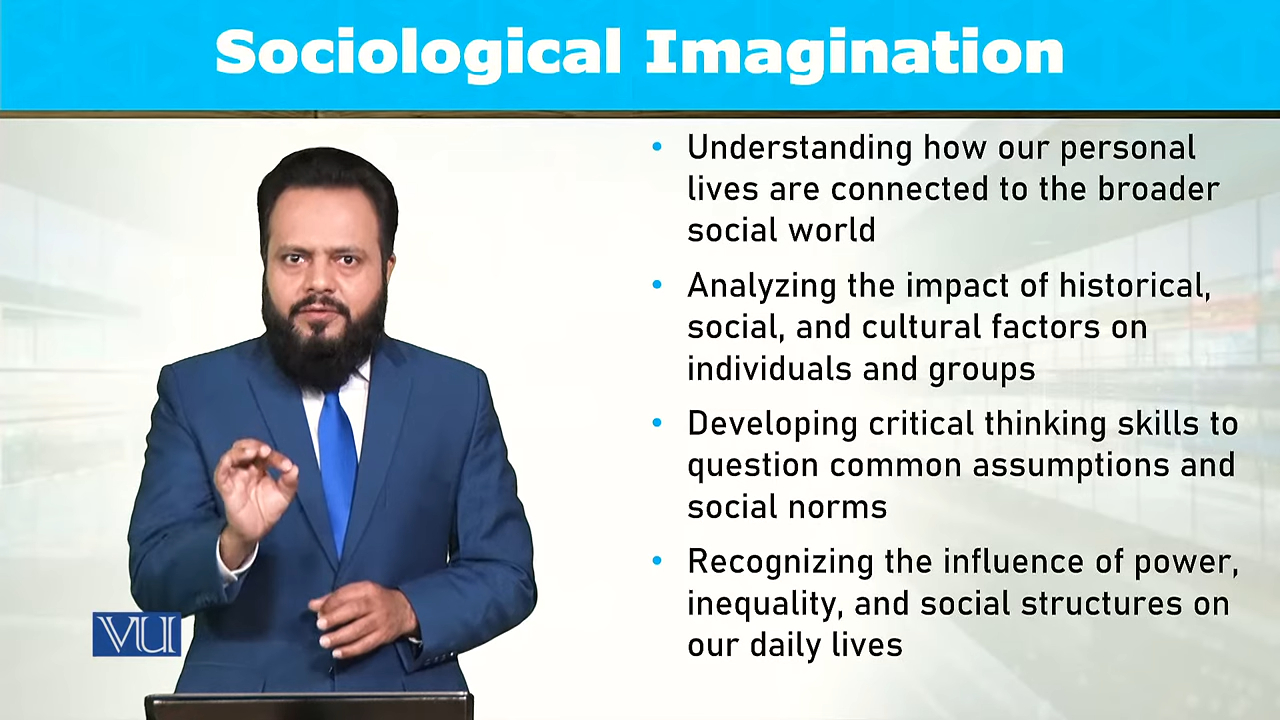 Sociological Imagination
• Understanding how our personal
lives are connected to the broader
social world
• Analyzing the impact of historical,
social, and cultural factors on
individuals and groups
• Developing critical thinking skills to
question common assumptions and
social norms
• Recognizing the influence of power,
inequality, and social structures on
our daily lives
VU